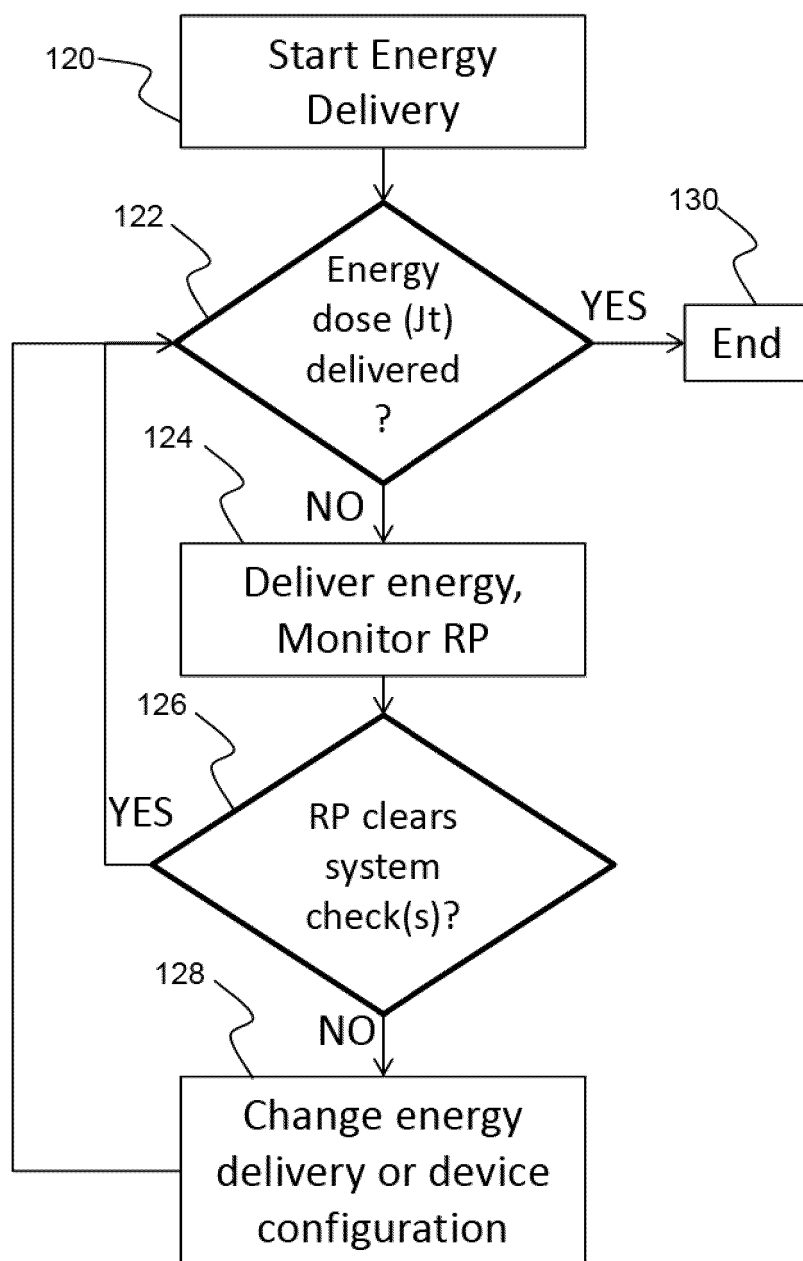 120
Start Energy
Delivery
122
130
Energy
dose (Jt)
delivered
?
YES
End
124
NO
Deliver energy,
Monitor RP
126
YES
RP clears
system
check(s)?
128
NO
Change energy
delivery or device
configuration